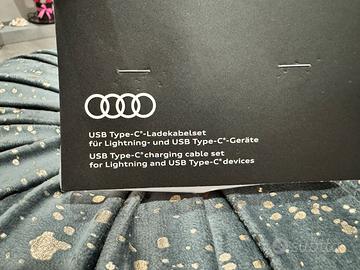 USB Type-C®-Ladekabelset
für Lightning- und USB Type-C®-Geräte
USB Type-C® charging cable set
for Lightning and USB Type-C® devices
subito